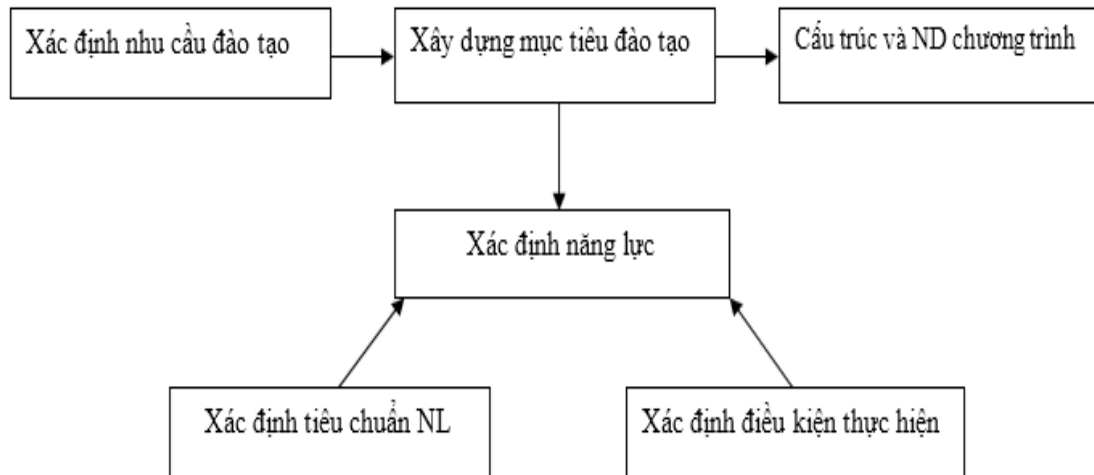 Xác định nhu cầu đào tạo
Xây dựng mục tiêu đào tạo
Cấu trúc và ND chương trình
Xác định năng lực
Xác định tiêu chuẩn NL
Xác định điều kiện thực hiện